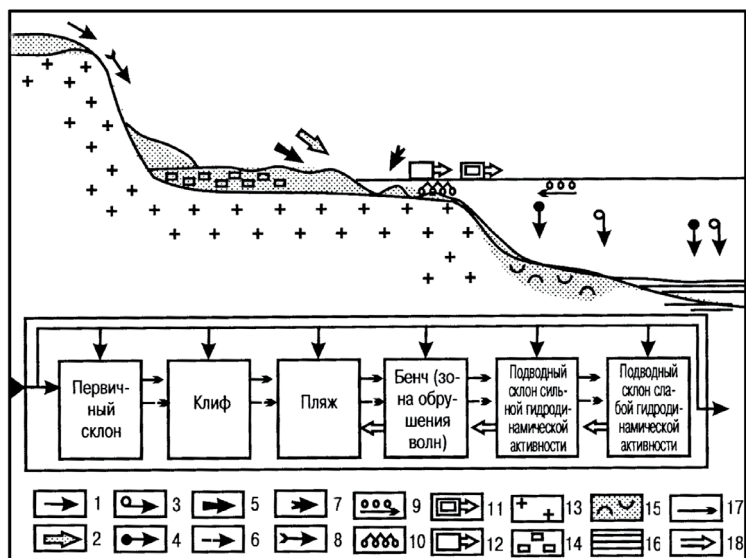 Первич-
ный
склон
Клиф
Пляж
Бенч (зо-
на обру-
шения
волн)
Подводный
склон силь-
ной гидроди-
намической
активности
Подводный
склон сла-
бой гидроди-
намической
активности
1 3 5 7 9 11 13 15 17
2 4 6 8 10 12 14 16 18